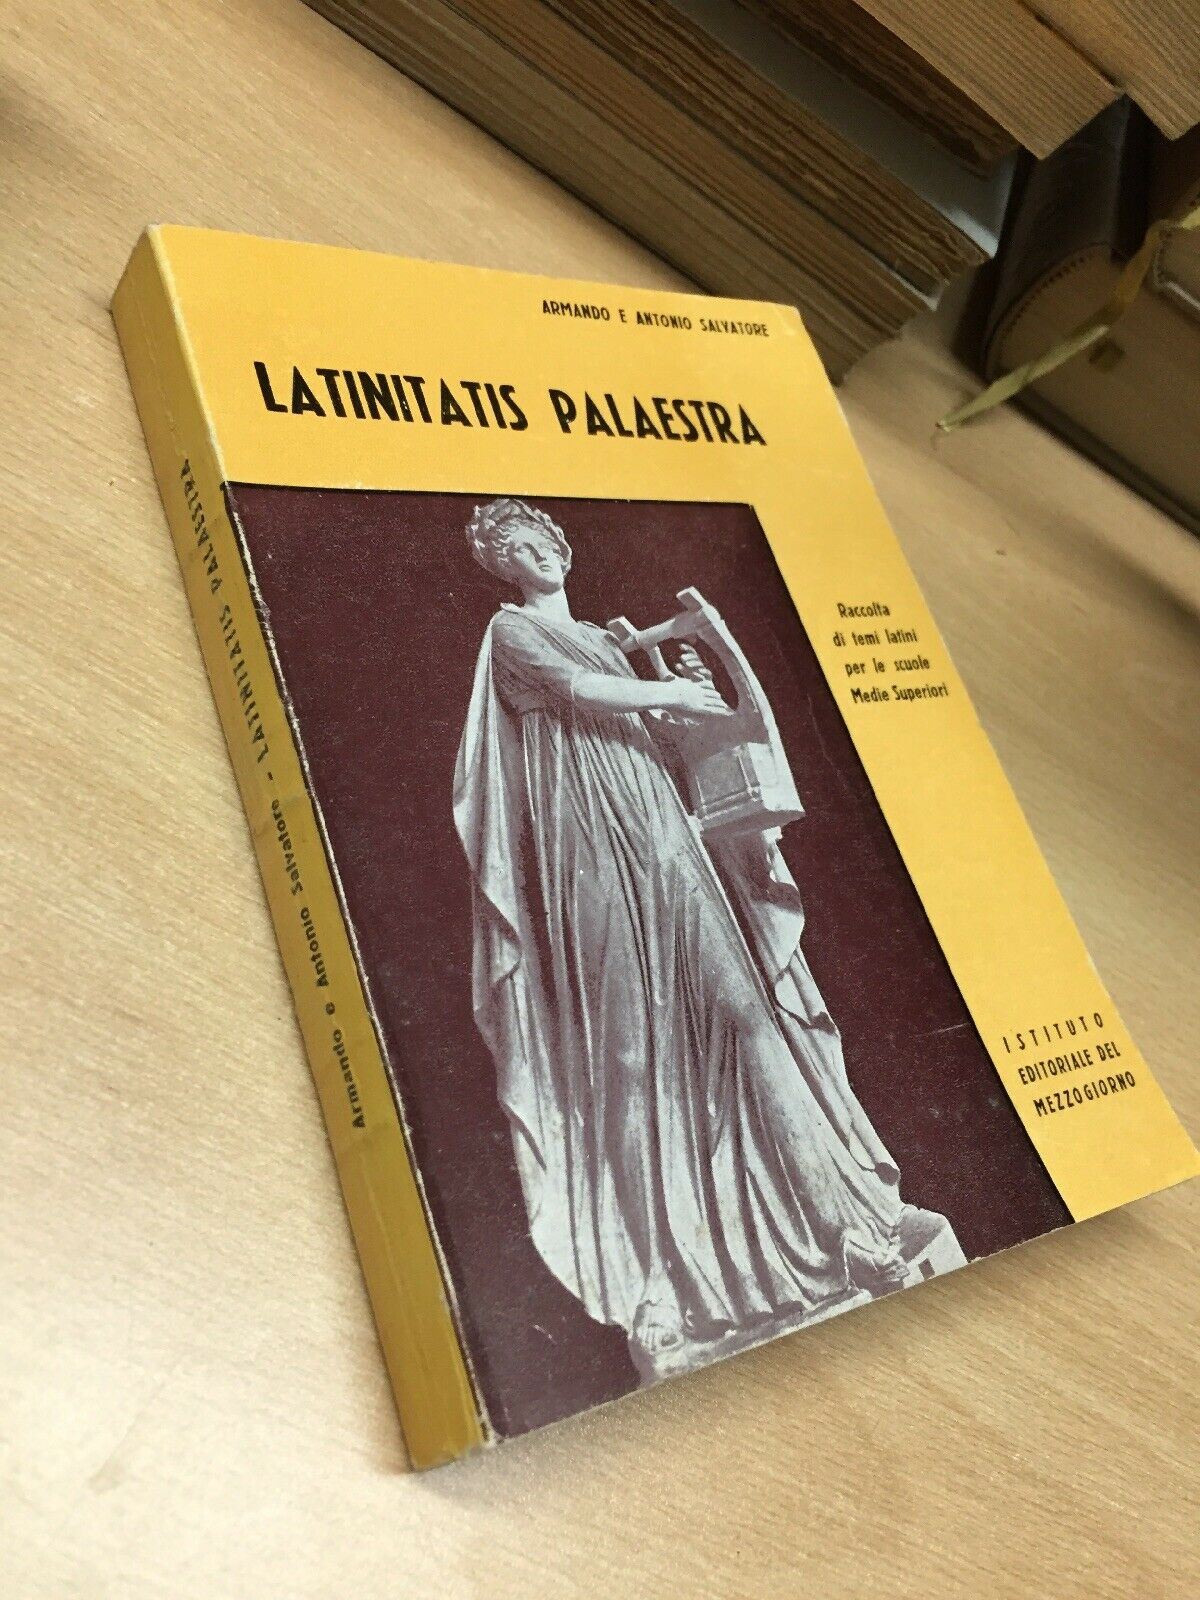 ARMANDO E ANTONIO SALVATORE
LATINITATIS PALAESTRA
Raccolta
di temi latini
per le scuole
Medie Superiori
ISTITUTO
EDITORIALE DEL
MEZZOGIORNO
Armando e Antonio Salvatore - LATINITATIS PALAESTRA